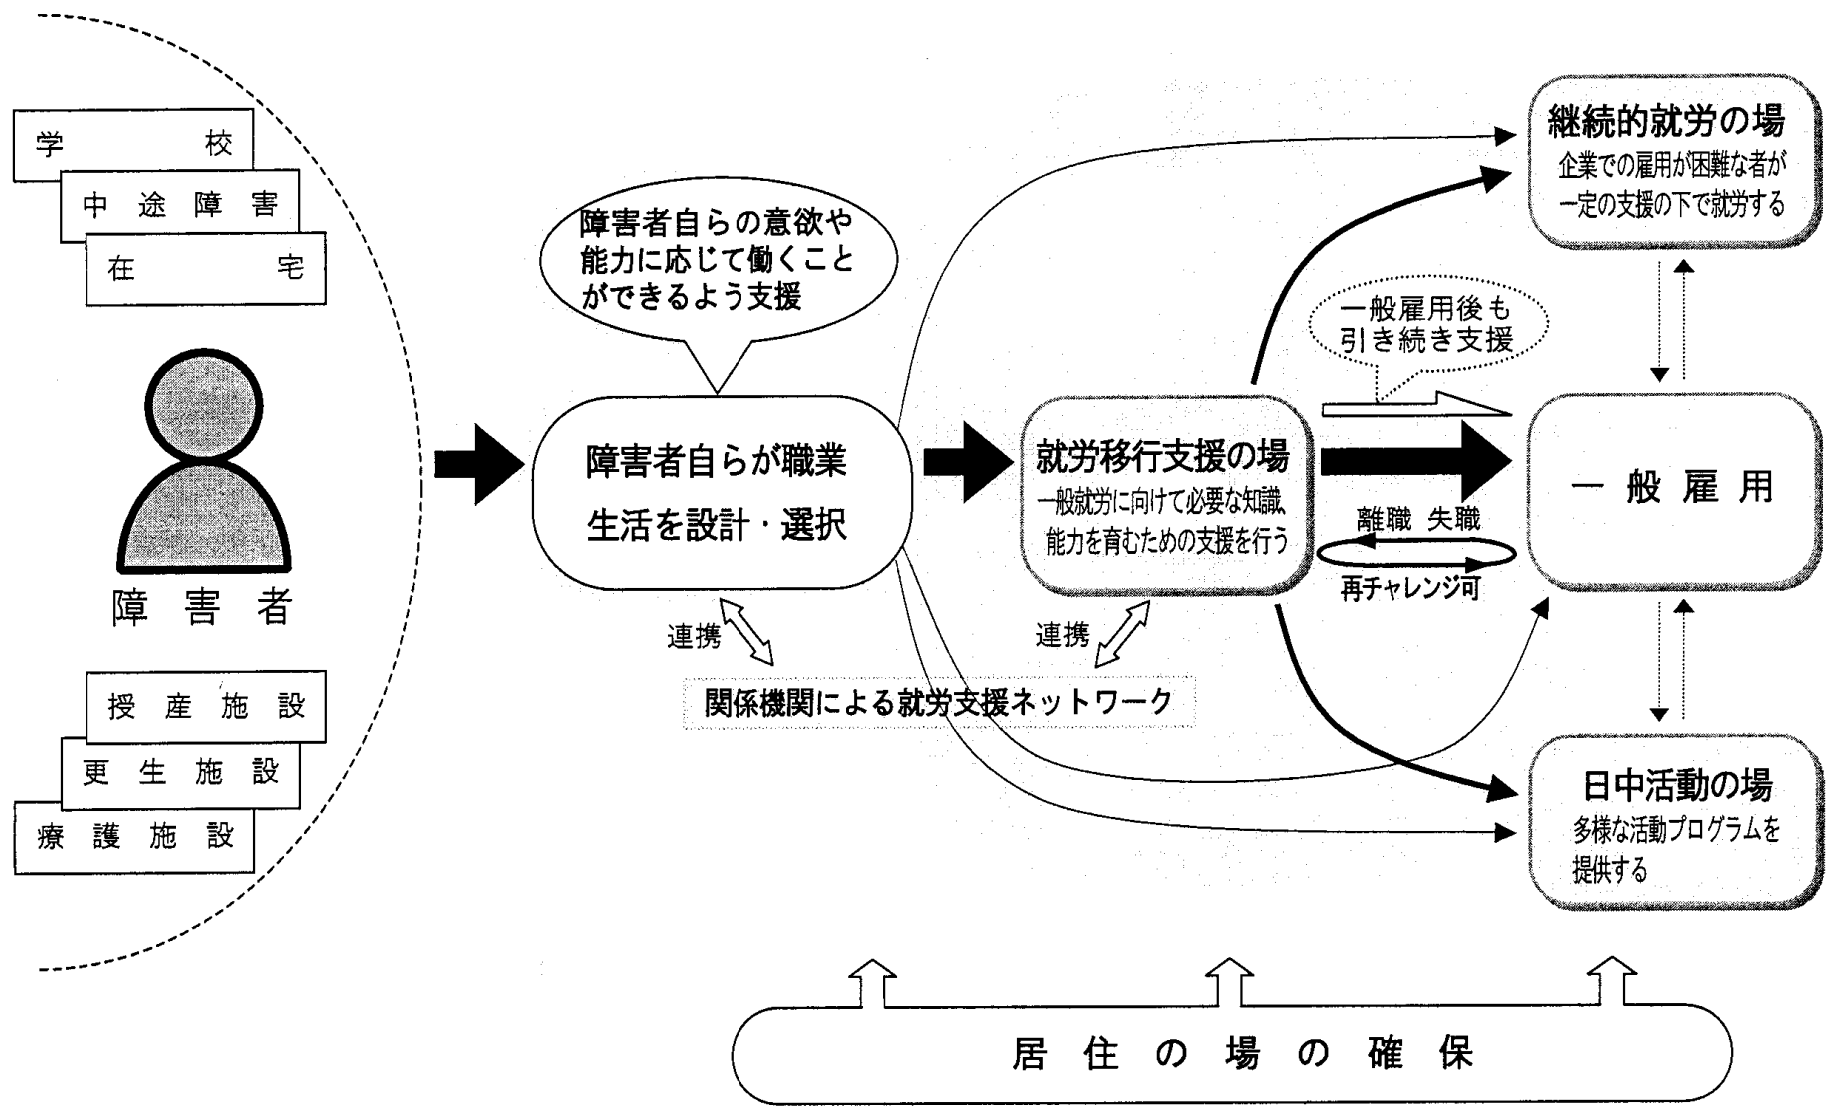 学校
中途障害
在宅
障害者
授産施設
更生施設
療護施設
障害者自らの意欲や
能力に応じて働くこと
ができるよう支援
障害者自らが職業
生活を設計・選択
連携
関係機関による就労支援ネットワーク
就労移行支援の場
一般就労に向けて必要な知識、
能力を育むための支援を行う
連携
一般雇用後も
引き続き支援
離職 失職
再チャレンジ可
継続的就労の場
企業での雇用が困難な者が
一定の支援の下で就労する
一般雇用
日中活動の場
多様な活動プログラムを
提供する
居住の場の確保